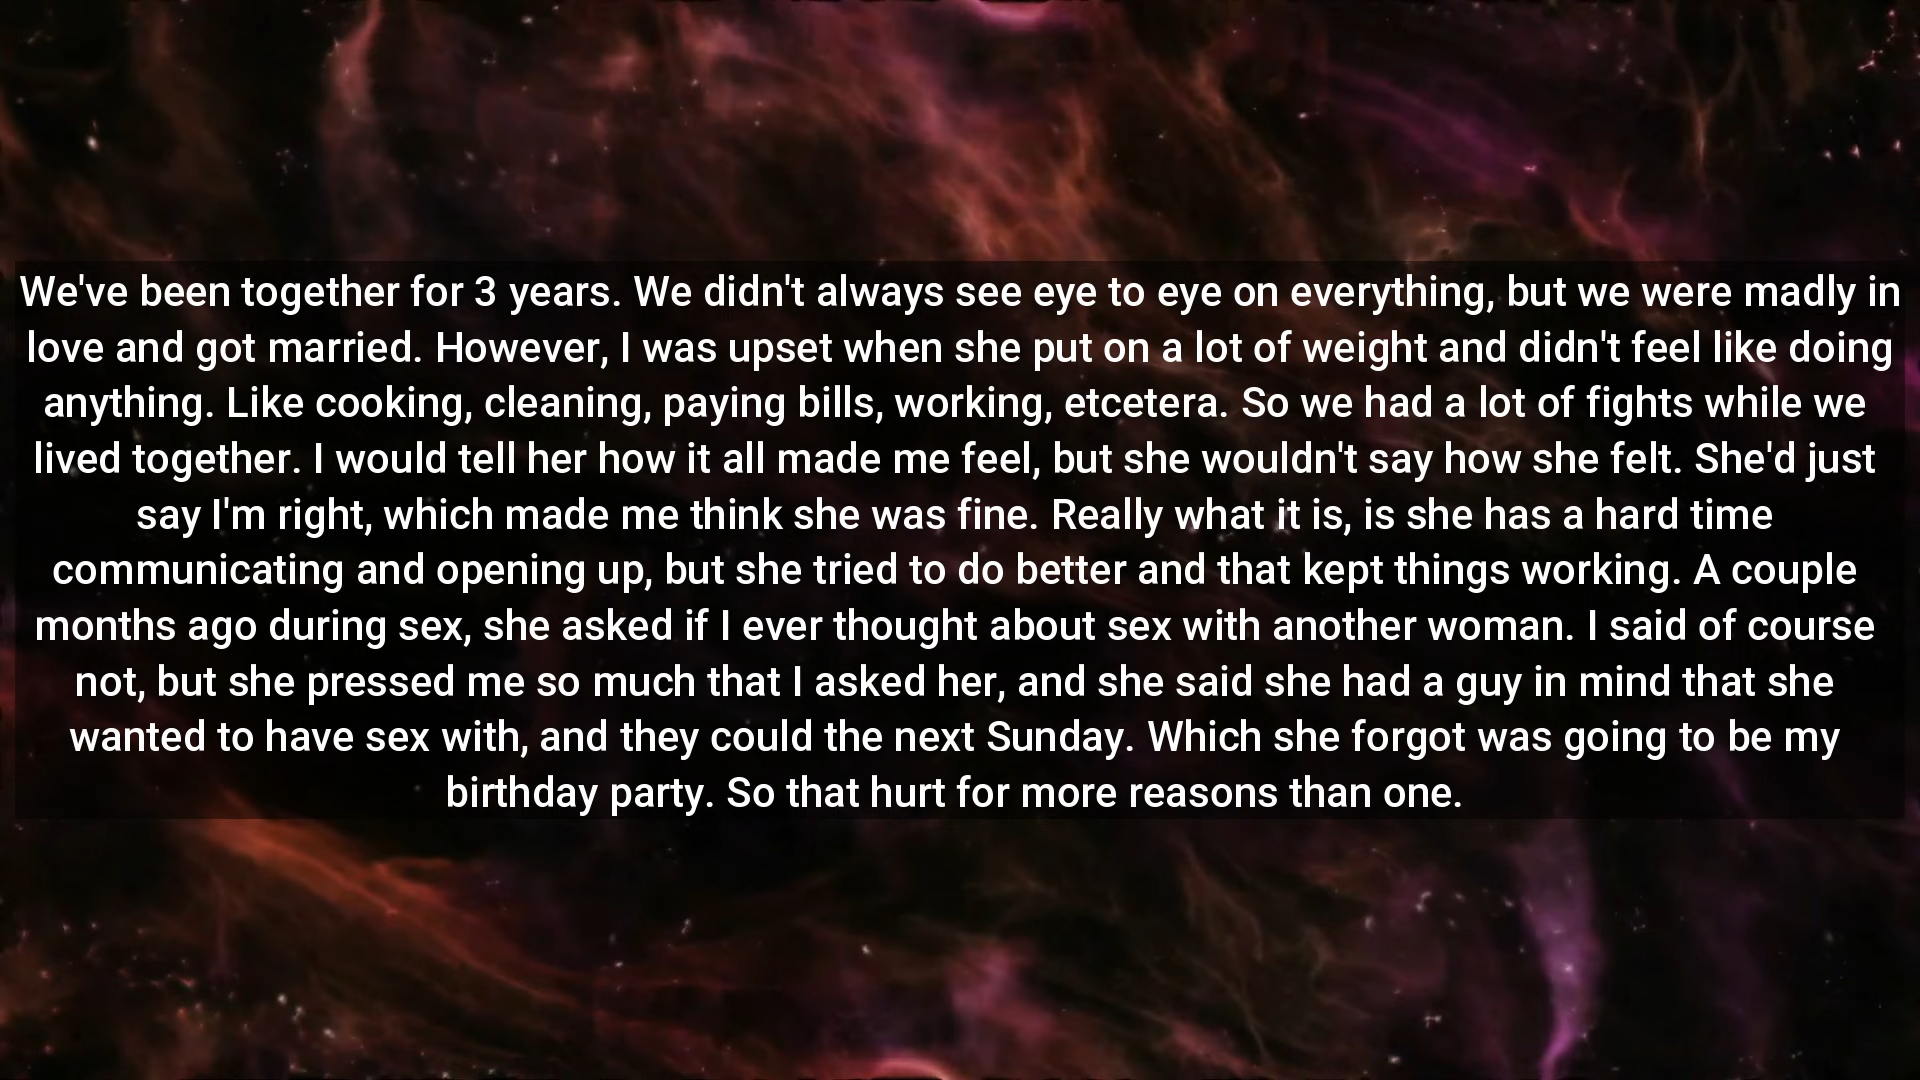 We've been together for 3 years. We didn't always see eye to eye on everything, but we were madly in
love and got married. However, I was upset when she put on a lot of weight and didn't feel like doing
anything. Like cooking, cleaning, paying bills, working, etcetera. So we had a lot of fights while we
lived together. I would tell her how it all made me feel, but she wouldn't say how she felt. She'd just
say I'm right, which made me think she was fine. Really what it is, is she has a hard time
communicating and opening up, but she tried to do better and that kept things working. A couple
months ago during sex, she asked if I ever thought about sex with another woman. I said of course
not, but she pressed me so much that I asked her, and she said she had a guy in mind that she
wanted to have sex with, and they could the next Sunday. Which she forgot was going to be my
birthday party. So that hurt for more reasons than one.